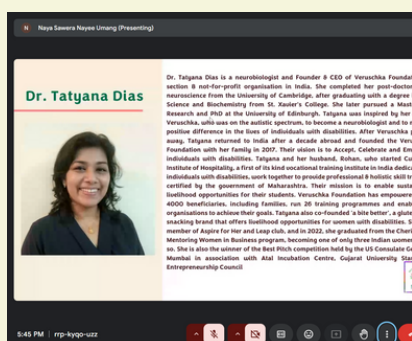 Naya Sawera Nayee Umang (Presenting)
Dr. Tatyana Dias
Dr. Tatyana Dias is a neurobiologist and Founder & CEO of Veruschka Founda
section 8 not-for-profit organisation in India. She completed her post-doctor
neuroscience from the University of Cambridge, after graduating with a degree
Science and Biochemistry from St. Xavier's College. She later pursued a Mast
Research and PhD at the University of Edinburgh. Tatyana was inspired by her
Veruschka, who was on the autistic spectrum, to become a neurobiologist and to
positive difference in the lives of individuals with disabilities. After Veruschka
away, Tatyana returned to India after a decade abroad and founded the Veru
Foundation with her family in 2017. Their vision is to Accept, Celebrate and Em
individuals with disabilities. Tatyana and her husband, Rohan, who started Cu
Institute of Hospitality, a first of its kind vocational training institute in India dedica
individuals with disabilities, work together to provide professional & holistic skill tr
certified by the government of Maharashtra. Their mission is to enable susta
livelihood opportunities for their students. Veruschka Foundation has empowere
4000 beneficiaries, including families, run 26 training programmes and enab
organisations to achieve their goals. Tatyana also co-founded 'a bite better', a glute
snacking brand that offers livelihood opportunities for women with disabilities. S
member of Aspire for Her and Leap club, and in 2022, she graduated from the Cheri
Mentoring Women in Business program, becoming one of only three Indian women
so. She is also the winner of the Best Pitch competition held by the US Consulate G
Mumbai in association with Atal Incubation Centre, Gujarat University Star
Entrepreneurship Council
5:45 PM | rrp-kyqo-uzz